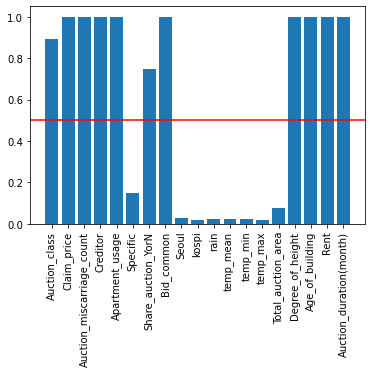 1.0
0.8
0.6
0.4
0.2
0.0
Auction_class
Claim_price
Auction_miscarriage_count
Creditor
Apartment_usage
Specific
Share_auction_YorN
Bid_common
Seoul
kospi
rain
temp_mean
temp_min
temp_max
Total_auction_area
Degree_of_height
Age_of_building
Rent
Auction_duration(month)